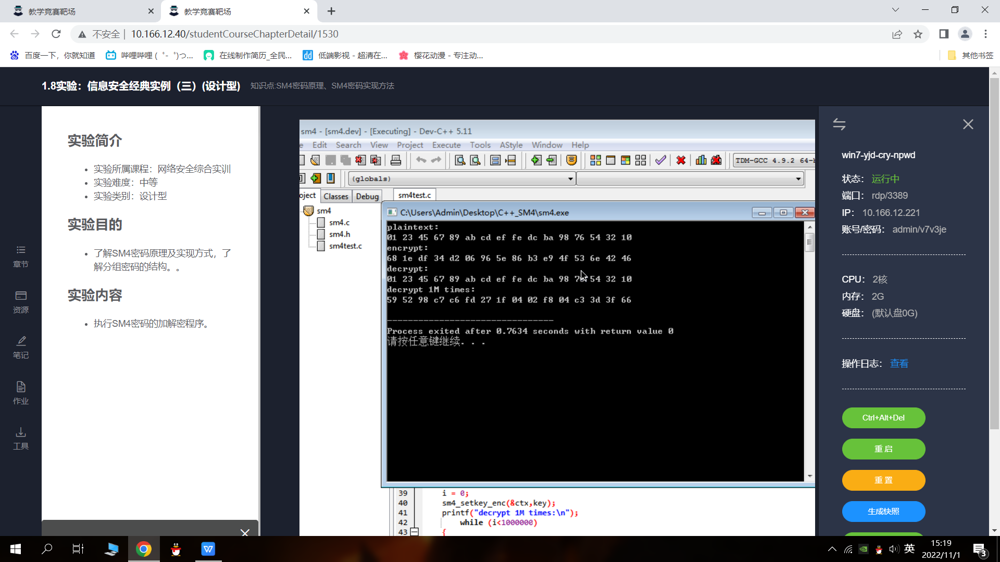 教学竞赛靶场
教学竞赛靶场
不安全
10.166.12.40/studentCourseChapterDetail/1530
百度一下，你就知道
哔哩哔哩 ( ゜- ゜)つ...
在线制作简历_全民...
低端影视 - 超清在...
樱花动漫 - 专注动...
其他书签
1.8实验：信息安全经典实例（三）(设计型)
知识点:SM4密码原理、SM4密码实现方法
章节
资源
笔记
作业
工具
实验简介
实验所属课程：网络安全综合实训
实验难度：中等
实验类别：设计型
实验目的
了解SM4密码原理及实现方式，了
解分组密码的结构。。
实验内容
执行SM4密码的加解密程序。
sm4 - [sm4.dev] - [Executing] - Dev-C++ 5.11
e Edit Search View Project Execute Tools AStyle Window Help
TDM-GCC 4.9.2 64-
(globals)
oject Classes Debug
sm4test.c
sm4
sm4.c
sm4.h
sm4test.c
C:\Users\Admin\Desktop\C++_SM4\sm4.exe
plaintext:
01 23 45 67 89 ab cd ef fe dc ba 98 76 54 32 10
encrypt:
68 1e df 34 d2 06 96 5e 86 b3 e9 4f 53 6e 42 46
decrypt:
01 23 45 67 89 ab cd ef fe dc ba 98 76 54 32 10
decrypt 1M times:
59 52 98 c7 c6 fd 27 1f 04 02 f8 04 c3 3d 3f 66
--------------------------------
Process exited after 0.7634 seconds with return value 0
请按任意键继续. . .
39 i = 0;
40 sm4_setkey_enc(&ctx,key);
41 printf("decrypt 1M times:\n");
42 while (i<1000000)
43 {
win7-yjd-cry-npwd
状态： 运行中
端口： rdp/3389
IP： 10.166.12.221
账号/密码： admin/v7v3je
CPU： 2核
内存： 2G
硬盘： (默认盘0G)
操作日志： 查看
Ctrl+Alt+Del
重 启
重 置
生成快照
英
15:19
2022/11/1
3